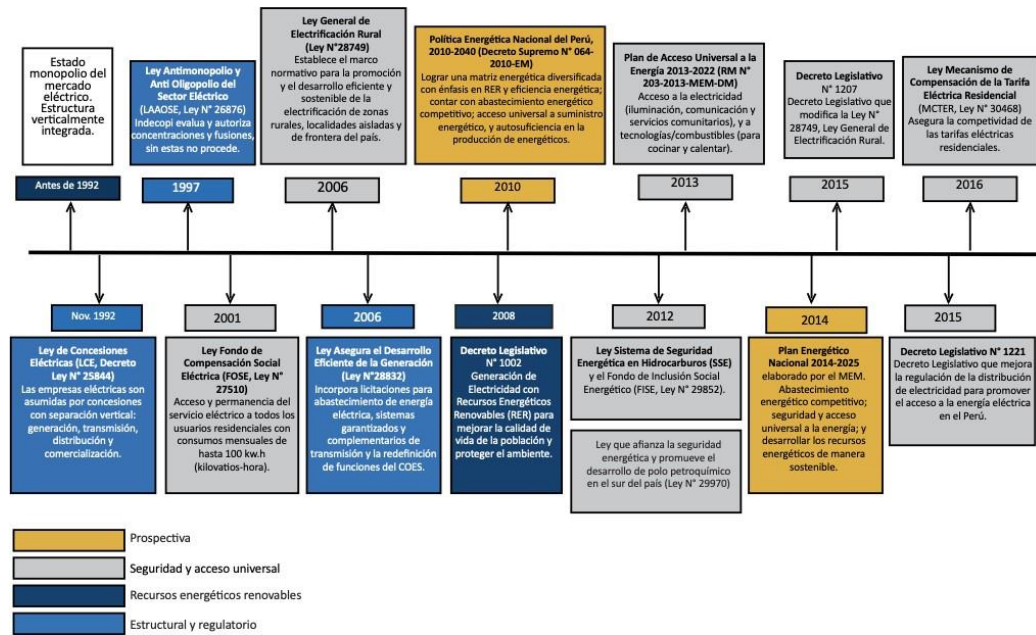 Estado
monopolio del
mercado
eléctrico.
Estructura
verticalmente
integrada.
Antes de 1992
Ley Antimonopolio y
Anti Oligopolio del
Sector Eléctrico
(LAAOSE, Ley N° 26876)
Indecopi evalua y autoriza
concentraciones y fusiones,
sin estas no procede.
1997
Ley General de
Electrificación Rural
(Ley N°28749)
Establece el marco
normativo para la promoción
y el desarrollo eficiente y
sostenible de la
electrificación de zonas
rurales, localidades aisladas y
de frontera del país.
2006
Política Energética Nacional del Perú,
2010-2040 (Decreto Supremo N° 064-
2010-EM)
Lograr una matriz energética diversificada
con énfasis en RER y eficiencia energética;
contar con abastecimiento energético
competitivo; acceso universal a suministro
energético, y autosuficiencia en la
producción de energéticos.
2010
Plan de Acceso Universal a la
Energía 2013-2022 (RM N°
203-2013-MEM-DM)
Acceso a la electricidad
(iluminación, comunicación y
servicios comunitarios), y a
tecnologías/combustibles (para
cocinar y calentar).
2013
Decreto Legislativo
N° 1207
Decreto Legislativo que
modifica la Ley N°
28749, Ley General de
Electrificación Rural.
2015
Ley Mecanismo de
Compensación de la Tarifa
Eléctrica Residencial
(MCTER, Ley N° 30468)
Asegura la competividad de
las tarifas eléctricas
residenciales.
2016
Nov. 1992
Ley de Concesiones
Eléctricas (LCE, Decreto
Ley N° 25844)
Las empresas eléctricas son
asumidas por concesiones
con separación vertical:
generación, transmisión,
distribución y
comercialización.
2001
Ley Fondo de
Compensación Social
Eléctrica (FOSE, Ley N°
27510)
Acceso y permanencia del
servicio eléctrico a todos los
usuarios residenciales con
consumos mensuales de
hasta 100 kw.h
(kilovatios-hora).
2006
Ley Asegura el Desarrollo
Eficiente de la Generación
(Ley N°28832)
Incorpora licitaciones para
abastecimiento de energía
eléctrica, sistemas
garantizados y
complementarios de
transmisión y la redefinición
de funciones del COES.
2008
Decreto Legislativo
N° 1002
Generación de
Electricidad con
Recursos Energéticos
Renovables (RER) para
mejorar la calidad de
vida de la población y
proteger el ambiente.
2012
Ley Sistema de Seguridad
Energética en Hidrocarburos (SSE)
y el Fondo de Inclusión Social
Energético (FISE, Ley N° 29852).
Ley que afianza la seguridad
energética y promueve el
desarrollo de polo petroquímico
en el sur del país (Ley N° 29970)
2014
Plan Energético
Nacional 2014-2025
elaborado por el MEM.
Abastecimiento
energético competitivo;
seguridad y acceso
universal a la energía; y
desarrollar los recursos
energéticos de manera
sostenible.
2015
Decreto Legislativo N° 1221
Decreto Legislativo que mejora
la regulación de la distribución
de electricidad para promover
el acceso a la energía eléctrica
en el Perú.
Prospectiva
Seguridad y acceso universal
Recursos energéticos renovables
Estructural y regulatorio